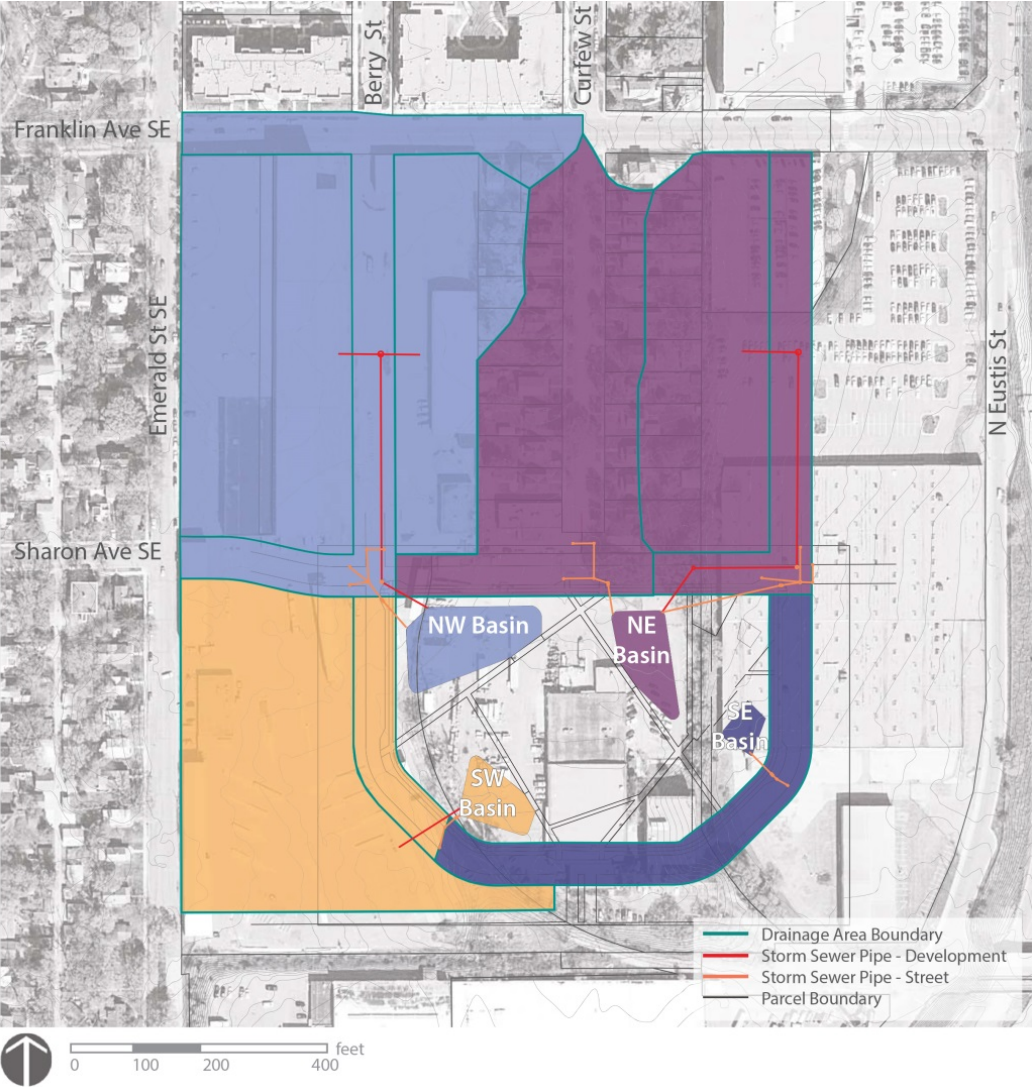 Berry St
Curfew St
Franklin Ave SE
Emerald St SE
N Eustis St
Sharon Ave SE
NW Basin
NE
Basin
SE
Basin
SW
Basin
Drainage Area Boundary
Storm Sewer Pipe - Development
Storm Sewer Pipe - Street
Parcel Boundary
feet
0 100 200 400